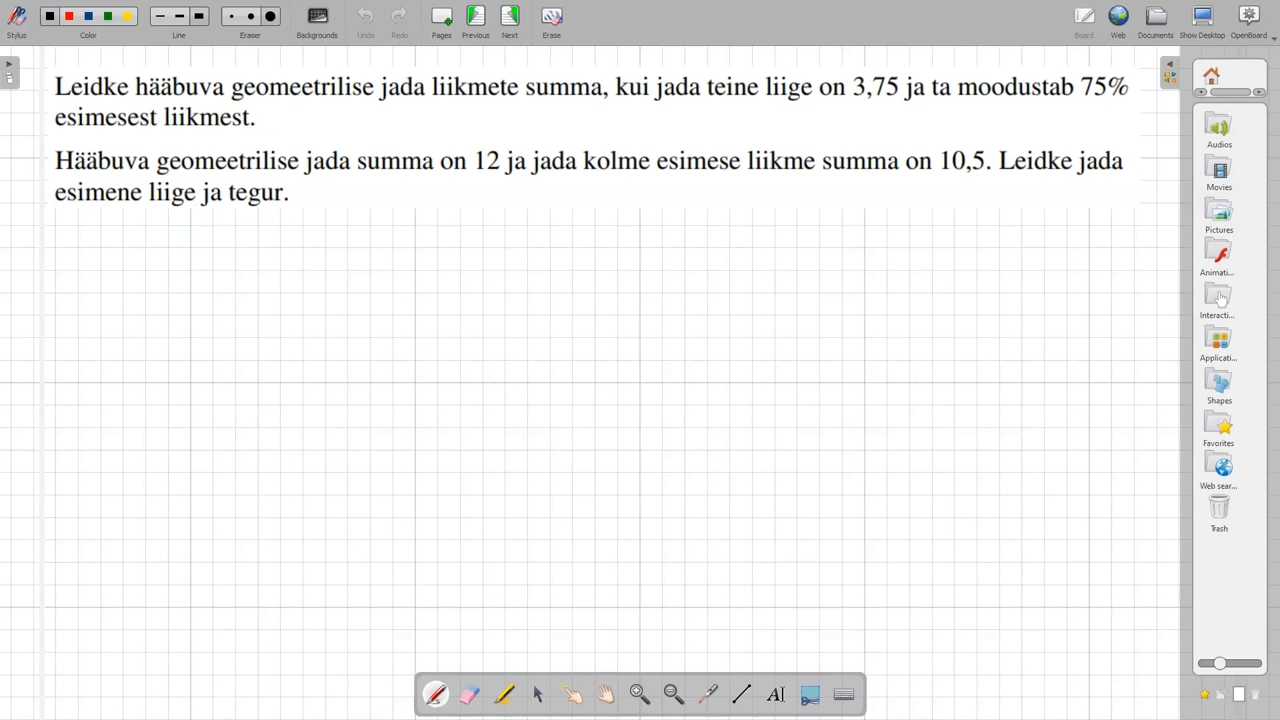 Stylus
Color
Line
Eraser
Backgrounds
Undo
Redo
Pages
Previous
Next
Erase
Board
Web
Documents
Show Desktop
OpenBoard
Leidke hääbuva geomeetrilise jada liikmete summa, kui jada teine liige on 3,75 ja ta moodustab 75%
esimesest liikmest.
Hääbuva geomeetrilise jada summa on 12 ja jada kolme esimese liikme summa on 10,5. Leidke jada
esimene liige ja tegur.
Audios
Movies
Pictures
Animati...
Interacti...
Applicati...
Shapes
Favorites
Web sear...
Trash
AI